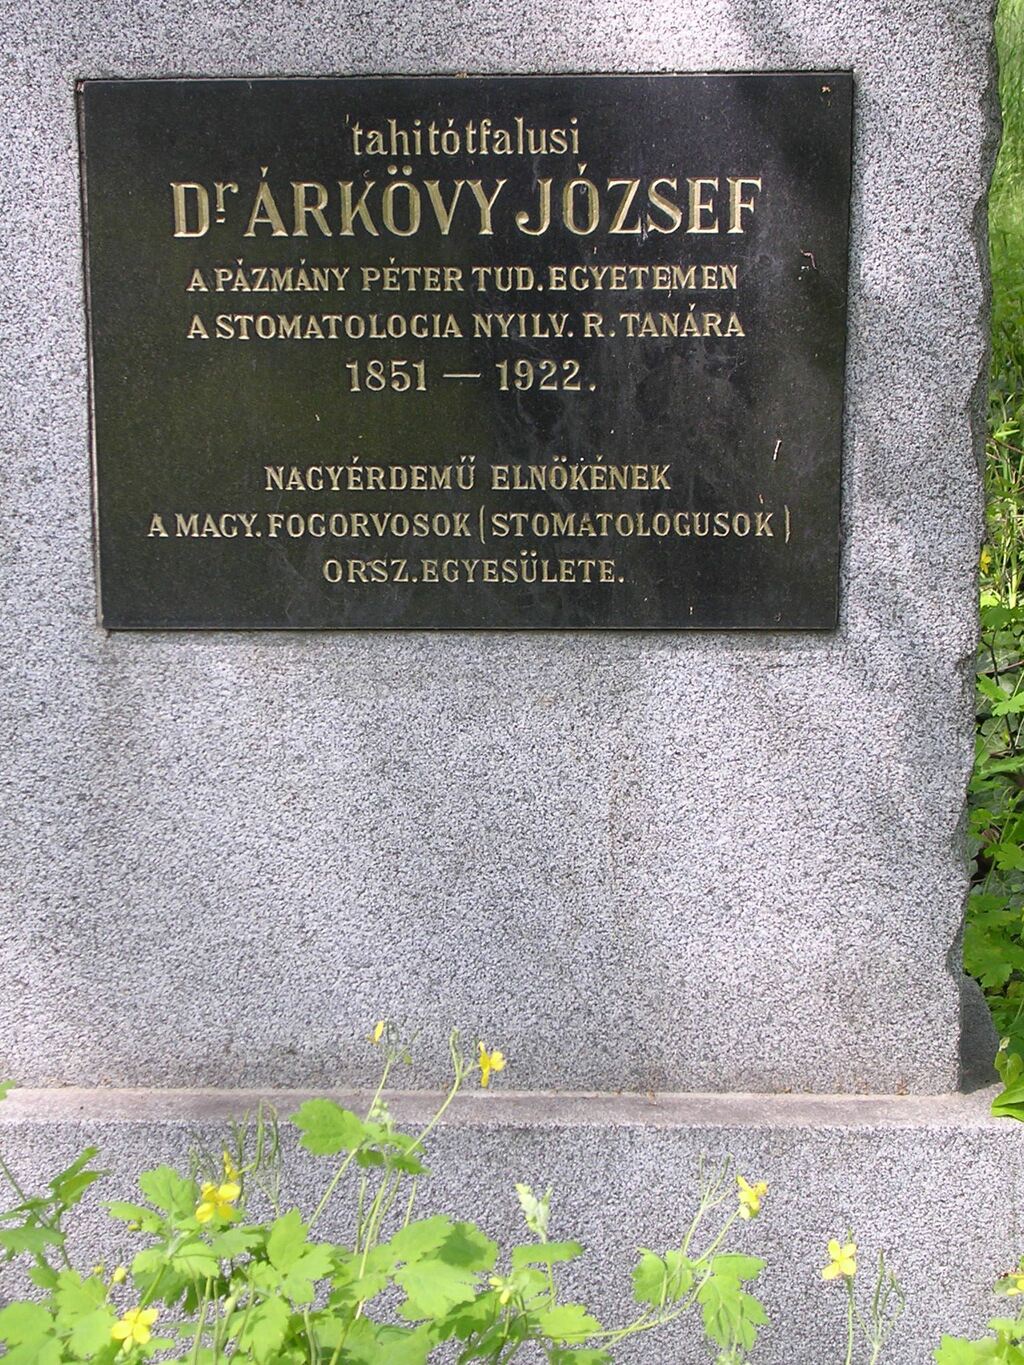 tahitótfalusi
Dr. ÁRKÖVY JÓZSEF
A PÁZMÁNY PÉTER TUD. EGYETEMEN
A STOMATOLOGIA NYILV. R. TANÁRA
1851 — 1922.
NAGYÉRDEMŰ ELNÖKÉNEK
A MAGY. FOGORVOSOK (STOMATOLOGUSOK)
ORSZ. EGYESÜLETE.